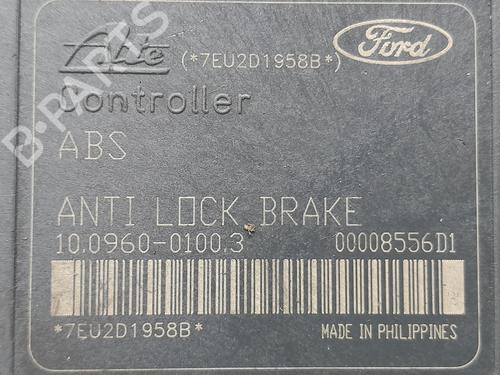 Ate (*7EU2D1958B*) Ford
Controller
ABS
ANTI LOCK BRAKE
10.0960-0100.3 00008556D1
*7EU2D1958B* MADE IN PHILIPPINES
B-PARTS